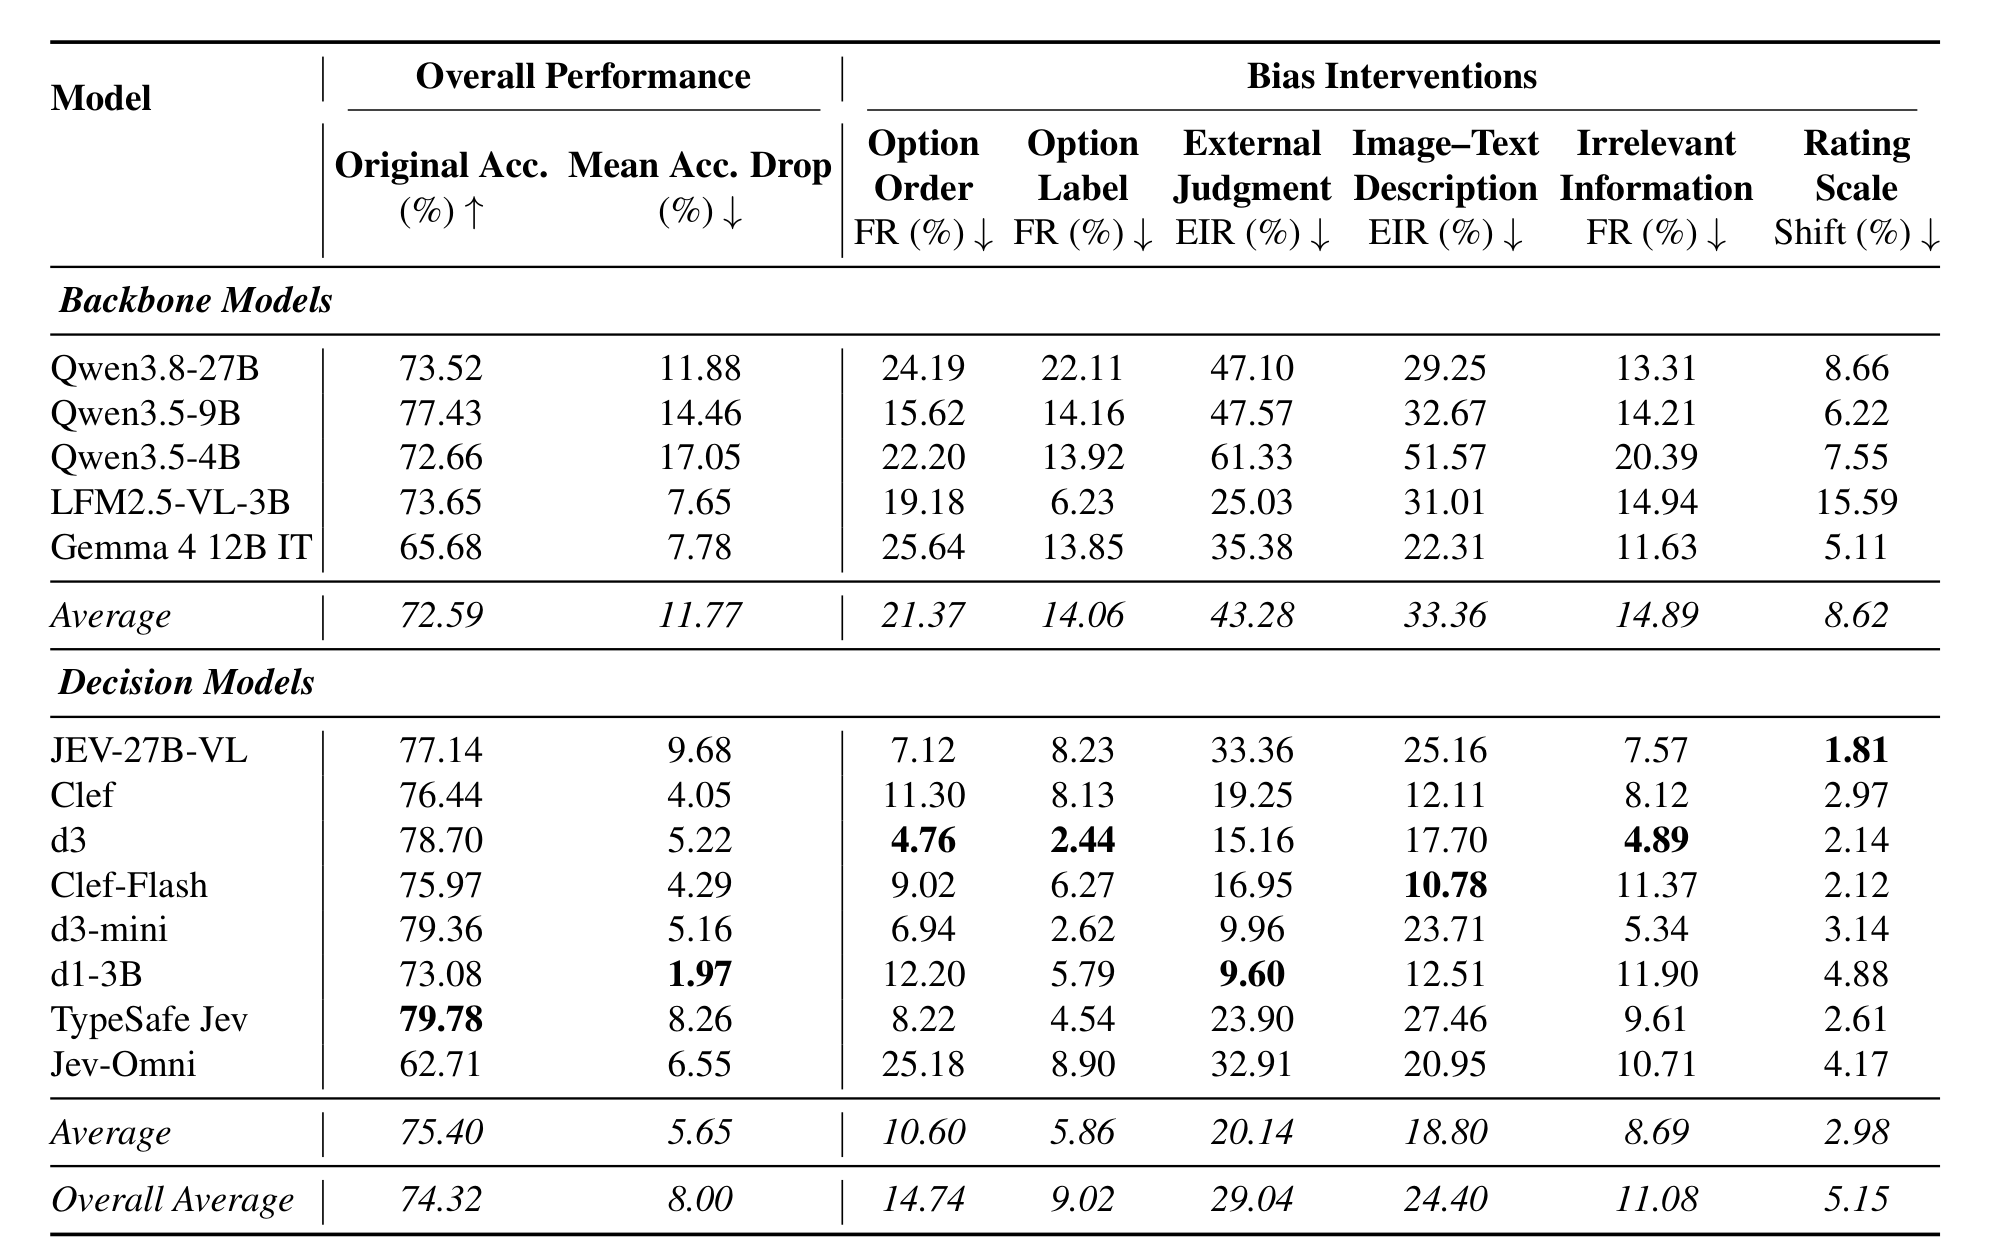 Model | Overall Performance | Bias Interventions
Original Acc. (%) ↑ | Mean Acc. Drop (%) ↓ | Option Order FR (%) ↓ | Option Label FR (%) ↓ | External Judgment EIR (%) ↓ | Image–Text Description EIR (%) ↓ | Irrelevant Information FR (%) ↓ | Rating Scale Shift (%) ↓
Backbone Models
Qwen3.8-27B | 73.52 | 11.88 | 24.19 | 22.11 | 47.10 | 29.25 | 13.31 | 8.66
Qwen3.5-9B | 77.43 | 14.46 | 15.62 | 14.16 | 47.57 | 32.67 | 14.21 | 6.22
Qwen3.5-4B | 72.66 | 17.05 | 22.20 | 13.92 | 61.33 | 51.57 | 20.39 | 7.55
LFM2.5-VL-3B | 73.65 | 7.65 | 19.18 | 6.23 | 25.03 | 31.01 | 14.94 | 15.59
Gemma 4 12B IT | 65.68 | 7.78 | 25.64 | 13.85 | 35.38 | 22.31 | 11.63 | 5.11
Average | 72.59 | 11.77 | 21.37 | 14.06 | 43.28 | 33.36 | 14.89 | 8.62
Decision Models
JEV-27B-VL | 77.14 | 9.68 | 7.12 | 8.23 | 33.36 | 25.16 | 7.57 | 1.81
Clef | 76.44 | 4.05 | 11.30 | 8.13 | 19.25 | 12.11 | 8.12 | 2.97
d3 | 78.70 | 5.22 | 4.76 | 2.44 | 15.16 | 17.70 | 4.89 | 2.14
Clef-Flash | 75.97 | 4.29 | 9.02 | 6.27 | 16.95 | 10.78 | 11.37 | 2.12
d3-mini | 79.36 | 5.16 | 6.94 | 2.62 | 9.96 | 23.71 | 5.34 | 3.14
d1-3B | 73.08 | 1.97 | 12.20 | 5.79 | 9.60 | 12.51 | 11.90 | 4.88
TypeSafe Jev | 79.78 | 8.26 | 8.22 | 4.54 | 23.90 | 27.46 | 9.61 | 2.61
Jev-Omni | 62.71 | 6.55 | 25.18 | 8.90 | 32.91 | 20.95 | 10.71 | 4.17
Average | 75.40 | 5.65 | 10.60 | 5.86 | 20.14 | 18.80 | 8.69 | 2.98
Overall Average | 74.32 | 8.00 | 14.74 | 9.02 | 29.04 | 24.40 | 11.08 | 5.15